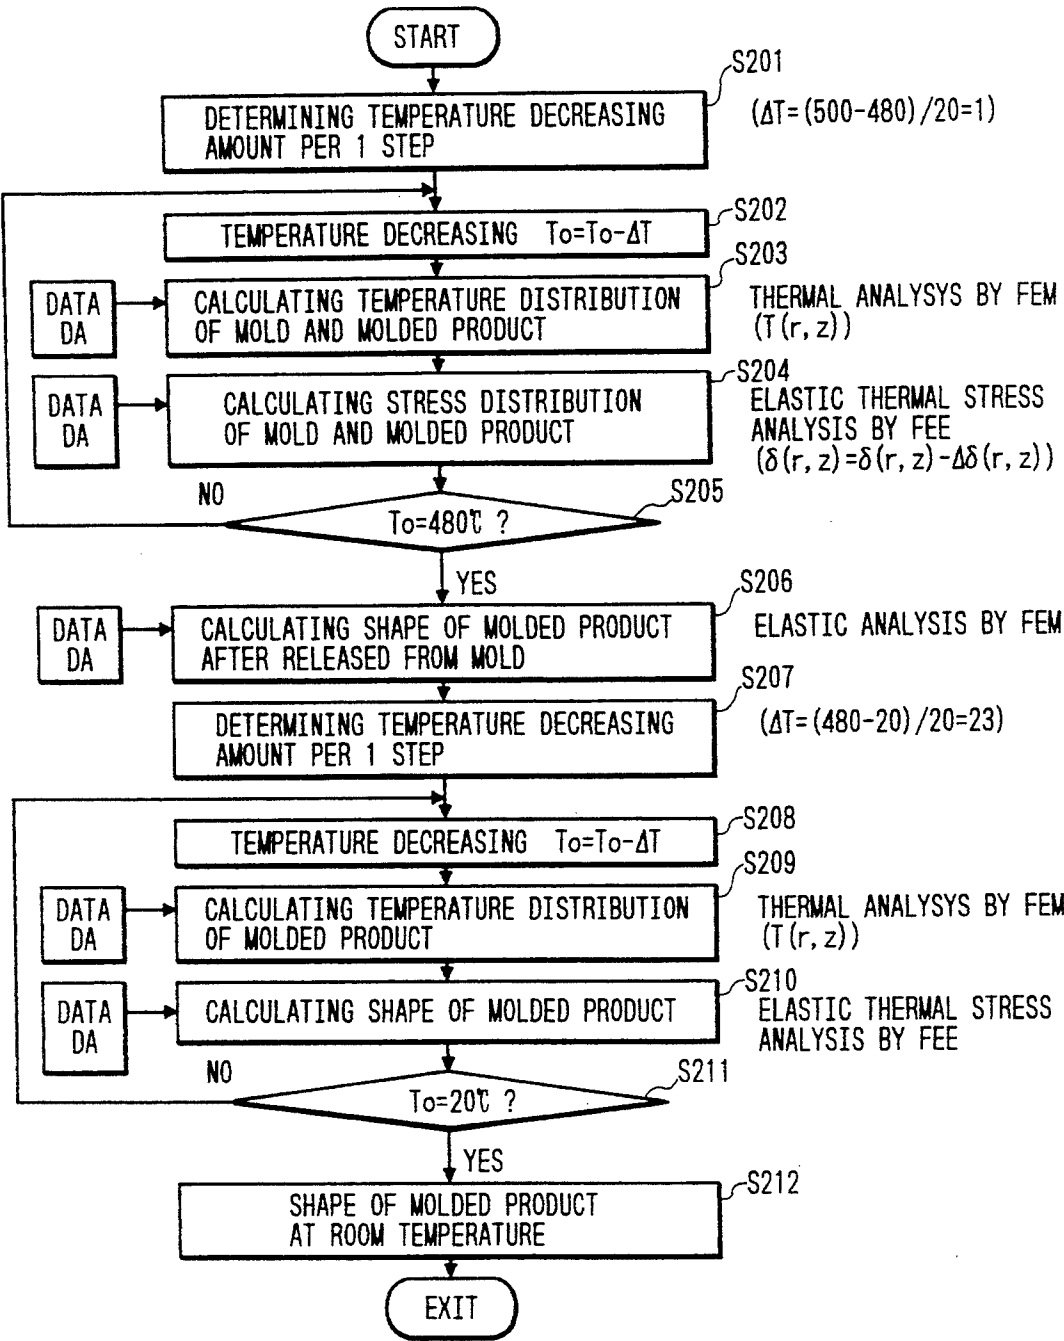 START
S201
DETERMINING TEMPERATURE DECREASING
AMOUNT PER 1 STEP
(ΔT=(500-480)/20=1)
S202
TEMPERATURE DECREASING To=To-ΔT
S203
DATA
DA
CALCULATING TEMPERATURE DISTRIBUTION
OF MOLD AND MOLDED PRODUCT
THERMAL ANALYSYS BY FEM
(T(r,z))
S204
DATA
DA
CALCULATING STRESS DISTRIBUTION
OF MOLD AND MOLDED PRODUCT
ELASTIC THERMAL STRESS
ANALYSIS BY FEE
(δ(r,z)=δ(r,z)-Δδ(r,z))
NO
S205
To=480℃ ?
YES
S206
DATA
DA
CALCULATING SHAPE OF MOLDED PRODUCT
AFTER RELEASED FROM MOLD
ELASTIC ANALYSIS BY FEM
S207
DETERMINING TEMPERATURE DECREASING
AMOUNT PER 1 STEP
(ΔT=(480-20)/20=23)
S208
TEMPERATURE DECREASING To=To-ΔT
S209
DATA
DA
CALCULATING TEMPERATURE DISTRIBUTION
OF MOLDED PRODUCT
THERMAL ANALYSYS BY FEM
(T(r,z))
S210
DATA
DA
CALCULATING SHAPE OF MOLDED PRODUCT
ELASTIC THERMAL STRESS
ANALYSIS BY FEE
NO
S211
To=20℃ ?
YES
S212
SHAPE OF MOLDED PRODUCT
AT ROOM TEMPERATURE
EXIT